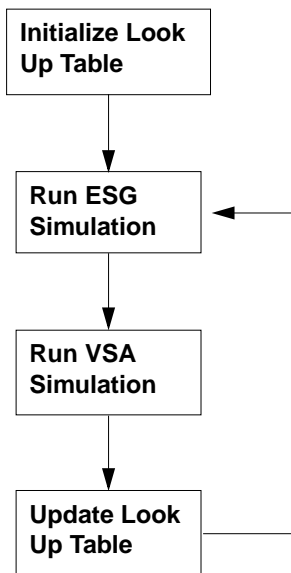 Initialize Look
Up Table
Run ESG
Simulation
Run VSA
Simulation
Update Look
Up Table